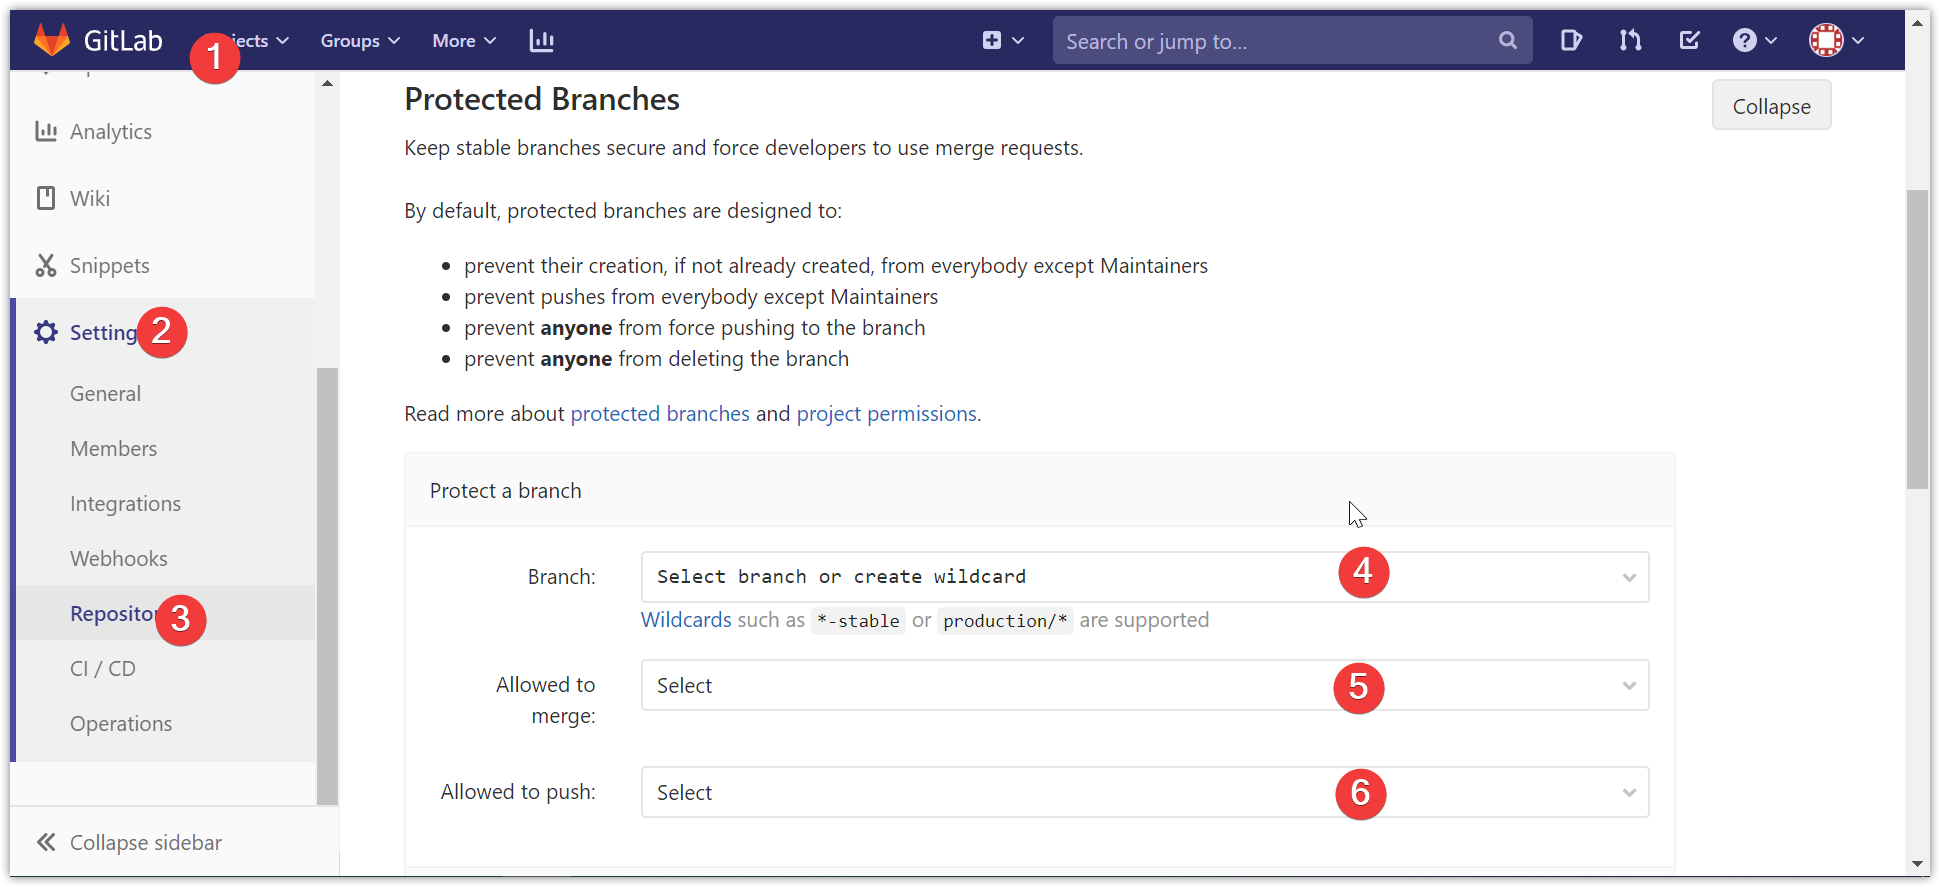 GitLab 1 jects Groups More Search or jump to...
Analytics
Wiki
Snippets
Setting 2
General
Members
Integrations
Webhooks
Repositor 3
CI / CD
Operations
Collapse sidebar
Protected Branches
Collapse
Keep stable branches secure and force developers to use merge requests.
By default, protected branches are designed to:
prevent their creation, if not already created, from everybody except Maintainers
prevent pushes from everybody except Maintainers
prevent anyone from force pushing to the branch
prevent anyone from deleting the branch
Read more about protected branches and project permissions.
Protect a branch
Branch: Select branch or create wildcard 4
Wildcards such as *-stable or production/* are supported
Allowed to
merge:
Select 5
Allowed to push: Select 6